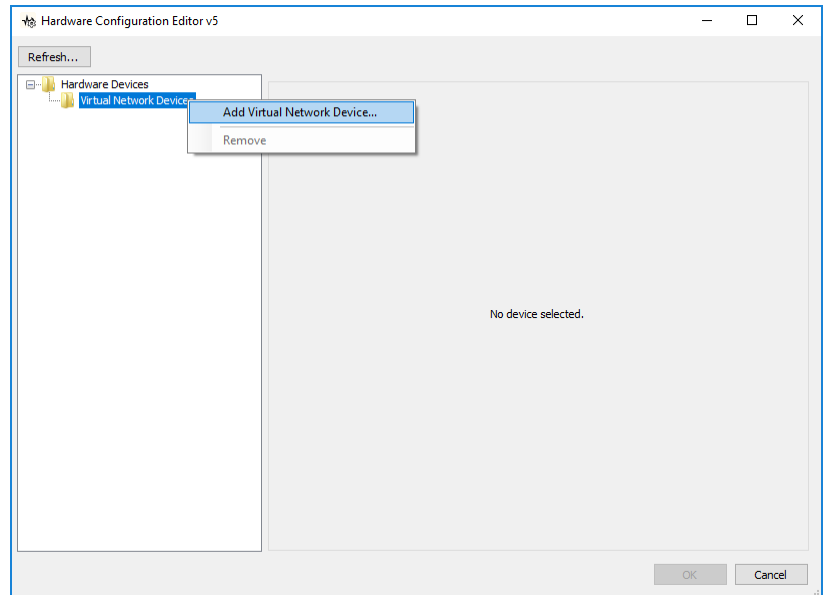 Hardware Configuration Editor v5
Refresh...
Hardware Devices
Virtual Network Devices
Add Virtual Network Device...
Remove
No device selected.
OK
Cancel